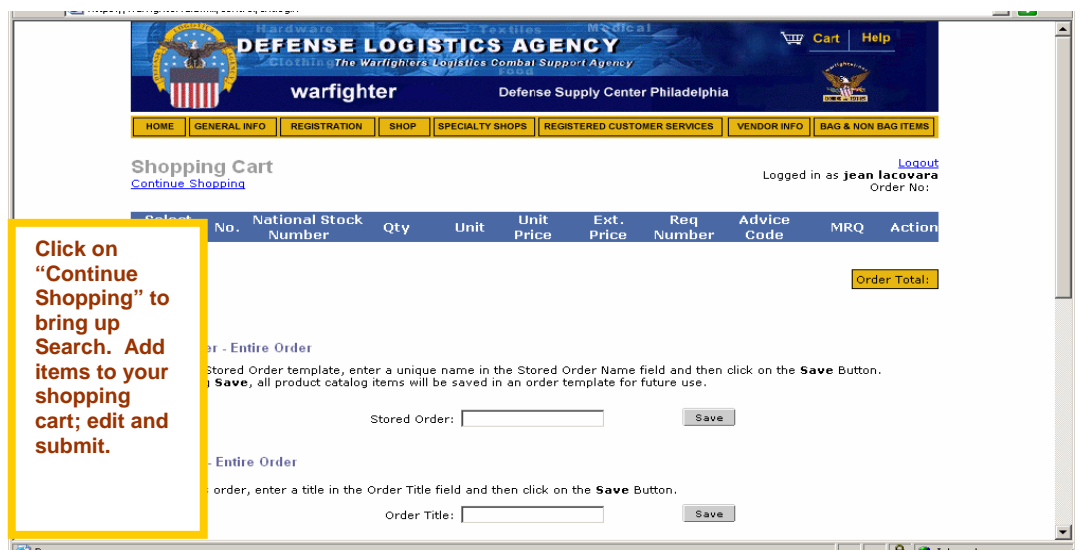 Hardware Textiles Medical
DEFENSE LOGISTICS AGENCY
Clothing The Warfighters Logistics Combat Support Agency
Food
warfighter Defense Supply Center Philadelphia
Cart | Help
HOME GENERAL INFO REGISTRATION SHOP SPECIALTY SHOPS REGISTERED CUSTOMER SERVICES VENDOR INFO BAG & NON BAG ITEMS
Shopping Cart
Continue Shopping
Logout
Logged in as jean lacovara
Order No:
Select No. National Stock Number Qty Unit Unit Price Ext. Price Req Number Advice Code MRQ Action
Order Total:
Click on
“Continue
Shopping” to
bring up
Search. Add
items to your
shopping
cart; edit and
submit.
- Entire Order
Stored Order template, enter a unique name in the Stored Order Name field and then click on the Save Button.
Save, all product catalog items will be saved in an order template for future use.
Stored Order: Save
- Entire Order
order, enter a title in the Order Title field and then click on the Save Button.
Order Title: Save